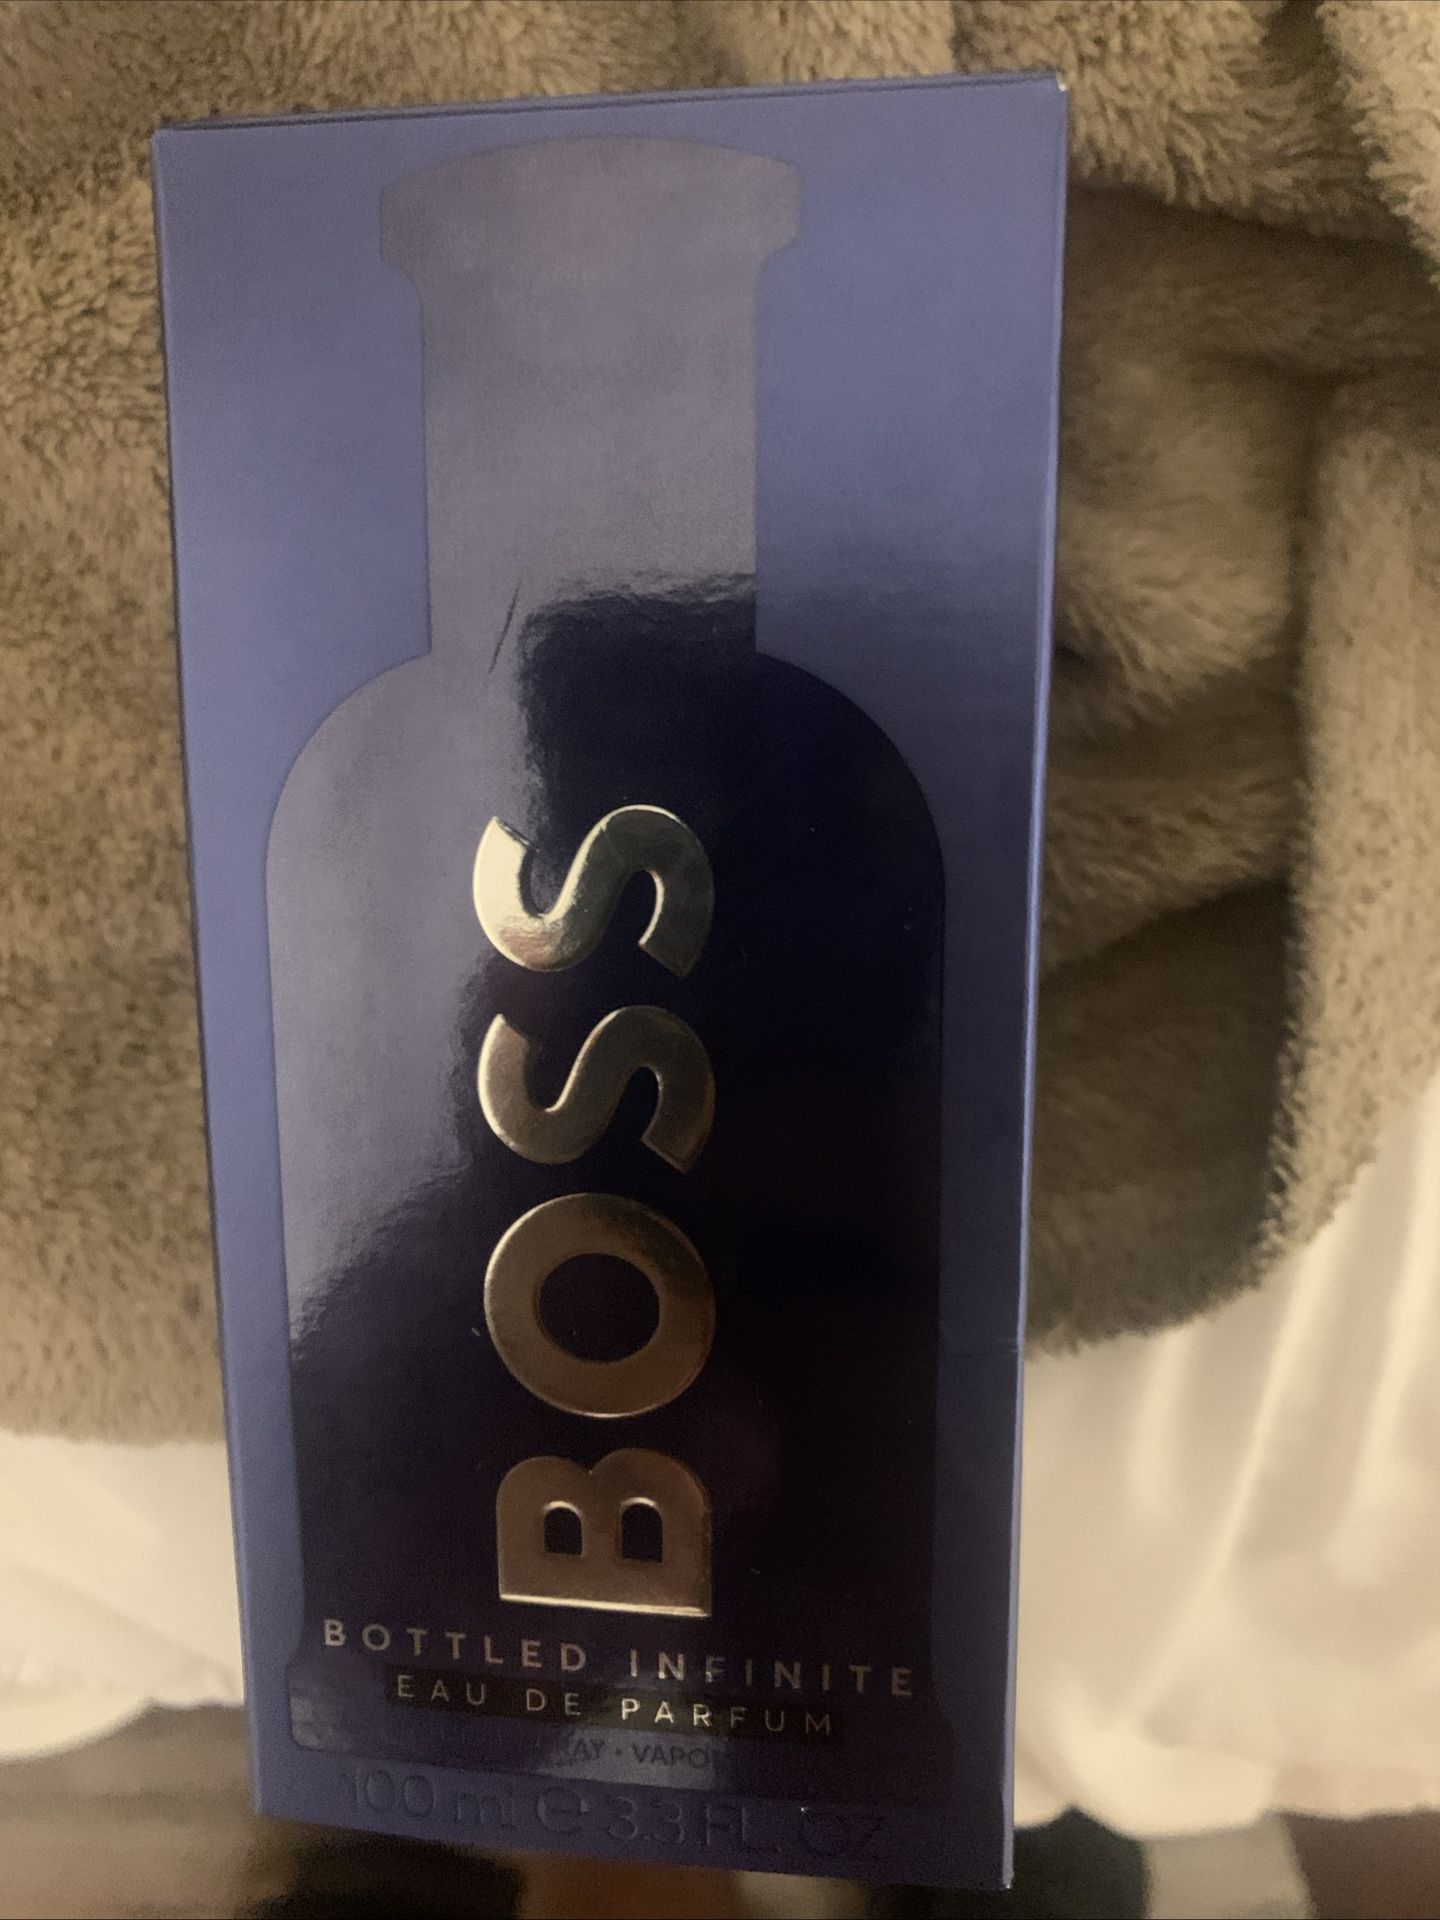 BOSS
BOTTLED INFINITE
EAU DE PARFUM
100 ml e 3.3 FL. OZ